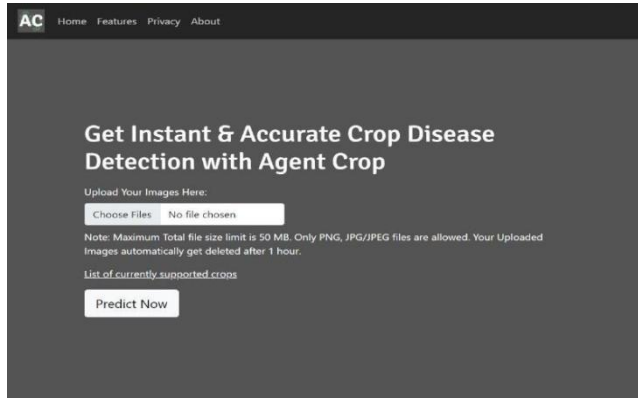 AC Home Features Privacy About
Get Instant & Accurate Crop Disease
Detection with Agent Crop
Upload Your Images Here:
Choose Files No file chosen
Note: Maximum Total file size limit is 50 MB. Only PNG, JPG/JPEG files are allowed. Your Uploaded
Images automatically get deleted after 1 hour.
List of currently supported crops
Predict Now